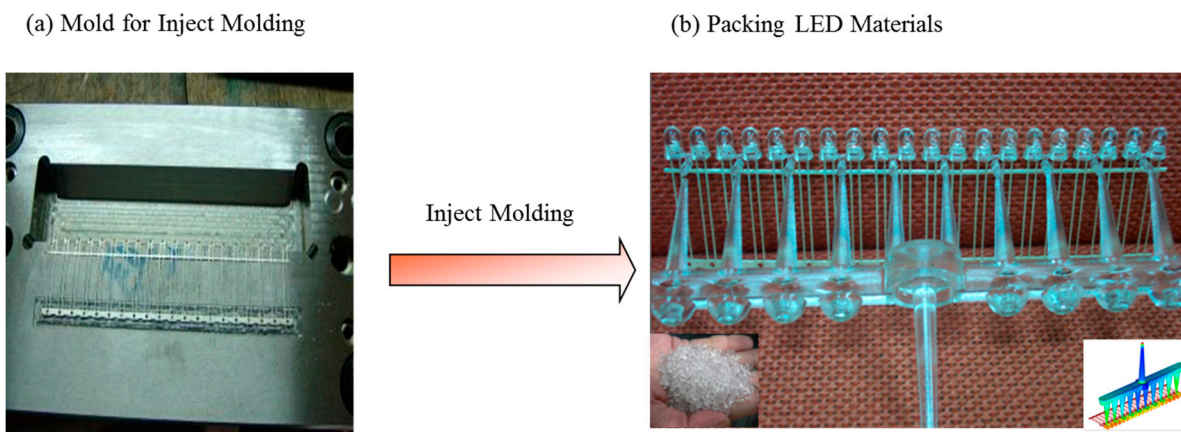 (a) Mold for Inject Molding
(b) Packing LED Materials
Inject Molding